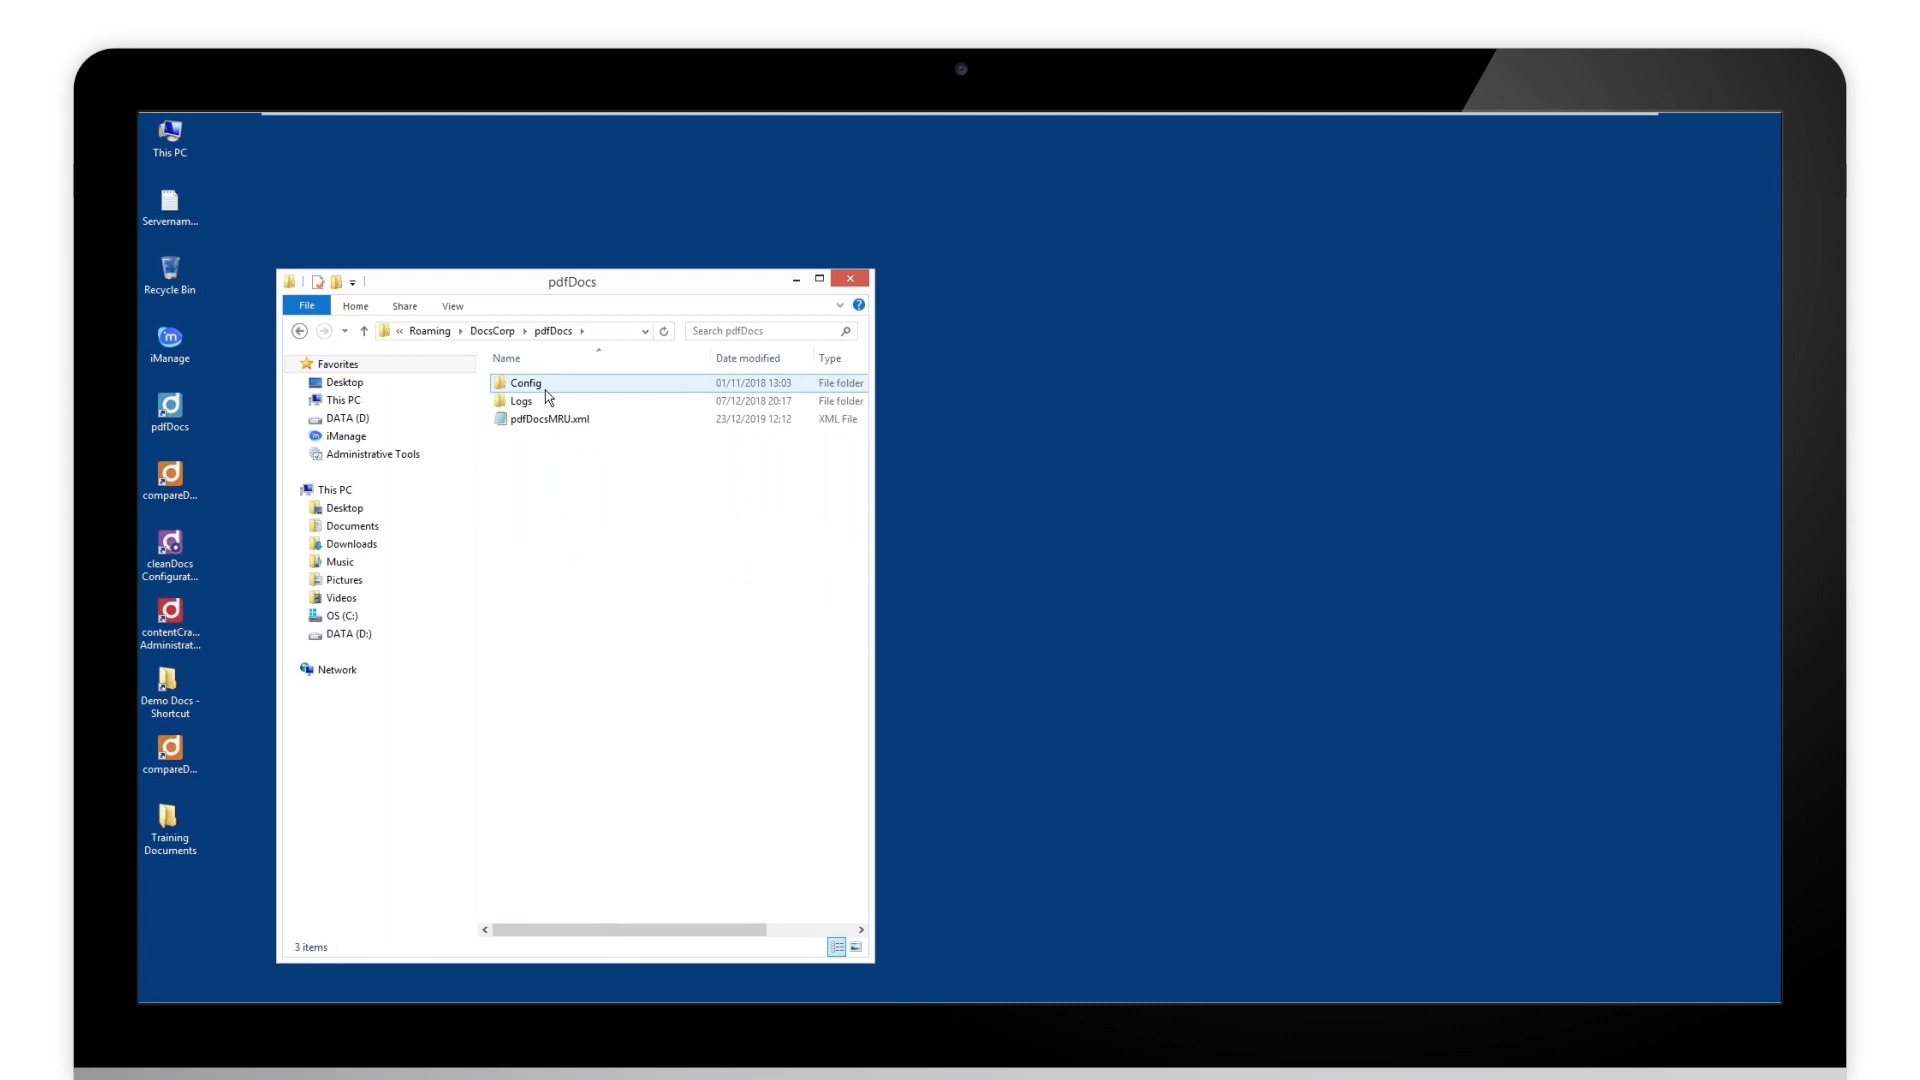 This PC
Servernam...
Recycle Bin
iManage
pdfDocs
compareD...
cleanDocs
Configurat...
contentCra...
Administrat...
Demo Docs -
Shortcut
compareD...
Training
Documents
pdfDocs
File Home Share View
« Roaming DocsCorp pdfDocs Search pdfDocs
Name Date modified Type
Config 01/11/2018 13:03 File folder
Logs 07/12/2018 20:17 File folder
pdfDocsMRU.xml 23/12/2019 12:12 XML File
Favorites
Desktop
This PC
DATA (D)
iManage
Administrative Tools
This PC
Desktop
Documents
Downloads
Music
Pictures
Videos
OS (C:)
DATA (D:)
Network
3 items